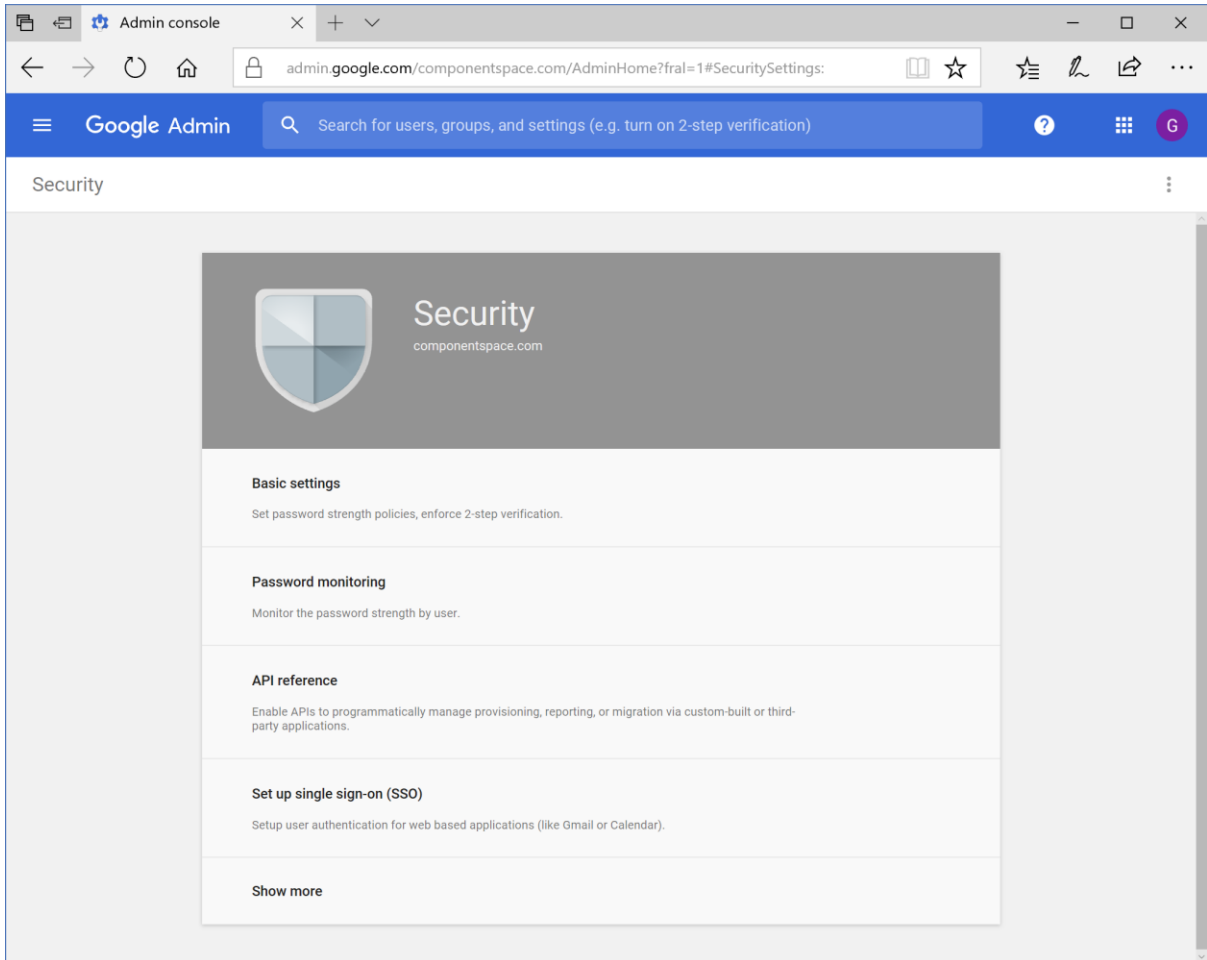 Admin console
admin.google.com/componentspace.com/AdminHome?fral=1#SecuritySettings:
Google Admin
Search for users, groups, and settings (e.g. turn on 2-step verification)
?
G
Security
Security
componentspace.com
Basic settings
Set password strength policies, enforce 2-step verification.
Password monitoring
Monitor the password strength by user.
API reference
Enable APIs to programmatically manage provisioning, reporting, or migration via custom-built or third-
party applications.
Set up single sign-on (SSO)
Setup user authentication for web based applications (like Gmail or Calendar).
Show more